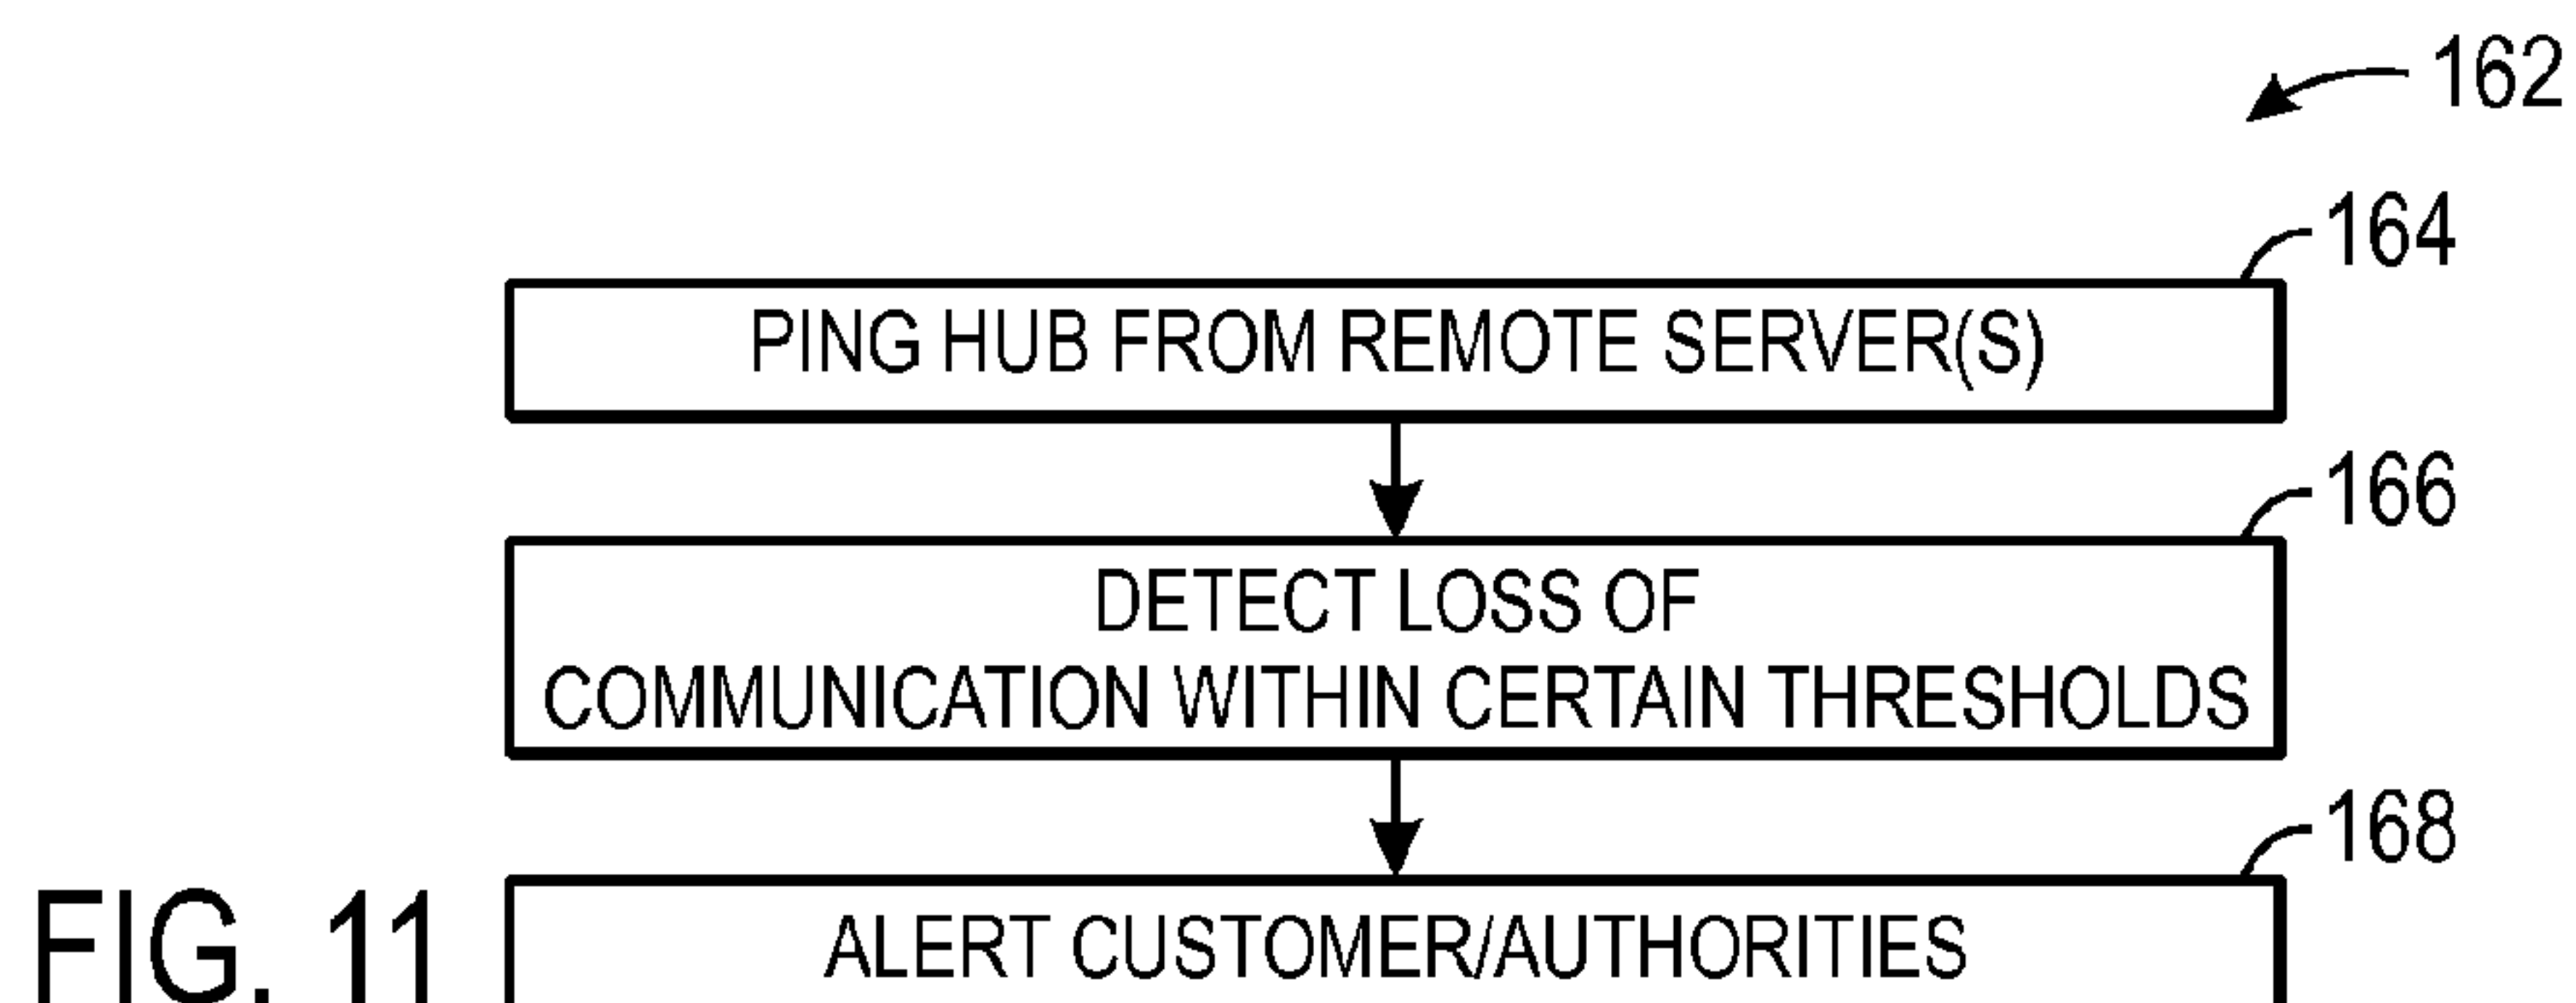 162
164
PING HUB FROM REMOTE SERVER(S)
166
DETECT LOSS OF
COMMUNICATION WITHIN CERTAIN THRESHOLDS
168
ALERT CUSTOMER/AUTHORITIES
FIG. 11